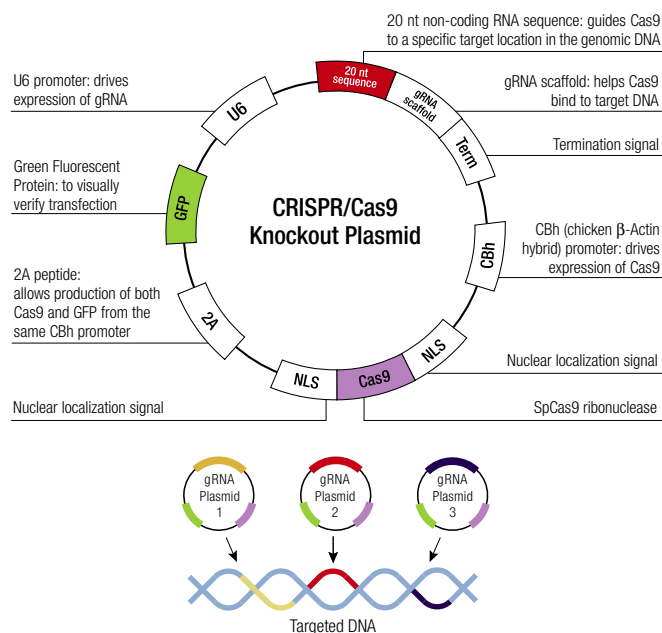 20 nt non-coding RNA sequence: guides Cas9
to a specific target location in the genomic DNA
U6 promoter: drives
expression of gRNA
gRNA scaffold: helps Cas9
bind to target DNA
Termination signal
Green Fluorescent
Protein: to visually
verify transfection
CBh (chicken β-Actin
hybrid) promoter: drives
expression of Cas9
2A peptide:
allows production of both
Cas9 and GFP from the
same CBh promoter
Nuclear localization signal
Nuclear localization signal
SpCas9 ribonuclease
20 nt
sequence
gRNA
scaffold
Term
CBh
NLS
Cas9
NLS
2A
GFP
U6
CRISPR/Cas9
Knockout Plasmid
gRNA
Plasmid
1
gRNA
Plasmid
2
gRNA
Plasmid
3
Targeted DNA